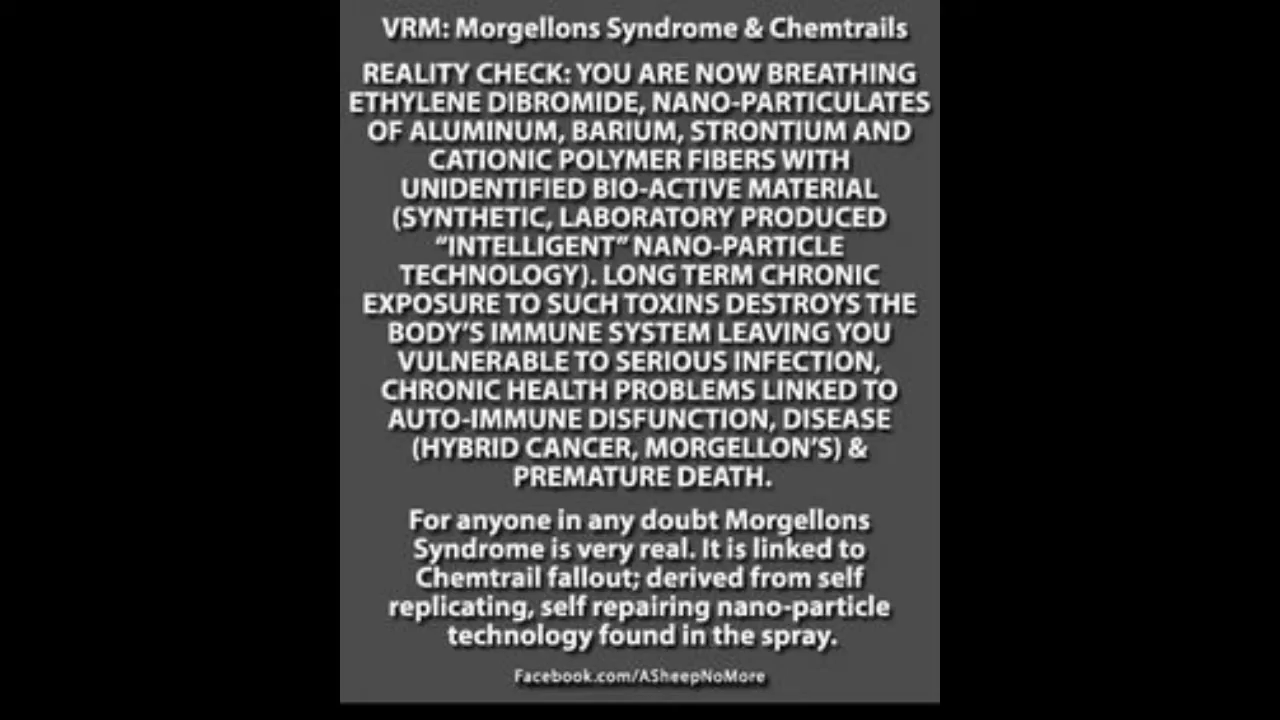 VRM: Morgellons Syndrome & Chemtrails
REALITY CHECK: YOU ARE NOW BREATHING
ETHYLENE DIBROMIDE, NANO-PARTICULATES
OF ALUMINUM, BARIUM, STRONTIUM AND
CATIONIC POLYMER FIBERS WITH
UNIDENTIFIED BIO-ACTIVE MATERIAL
(SYNTHETIC, LABORATORY PRODUCED
“INTELLIGENT” NANO-PARTICLE
TECHNOLOGY). LONG TERM CHRONIC
EXPOSURE TO SUCH TOXINS DESTROYS THE
BODY'S IMMUNE SYSTEM LEAVING YOU
VULNERABLE TO SERIOUS INFECTION,
CHRONIC HEALTH PROBLEMS LINKED TO
AUTO-IMMUNE DISFUNCTION, DISEASE
(HYBRID CANCER, MORGELLON'S) &
PREMATURE DEATH.
For anyone in any doubt Morgellons
Syndrome is very real. It is linked to
Chemtrail fallout; derived from self
replicating, self repairing nano-particle
technology found in the spray.
Facebook.com/ASheepNoMore